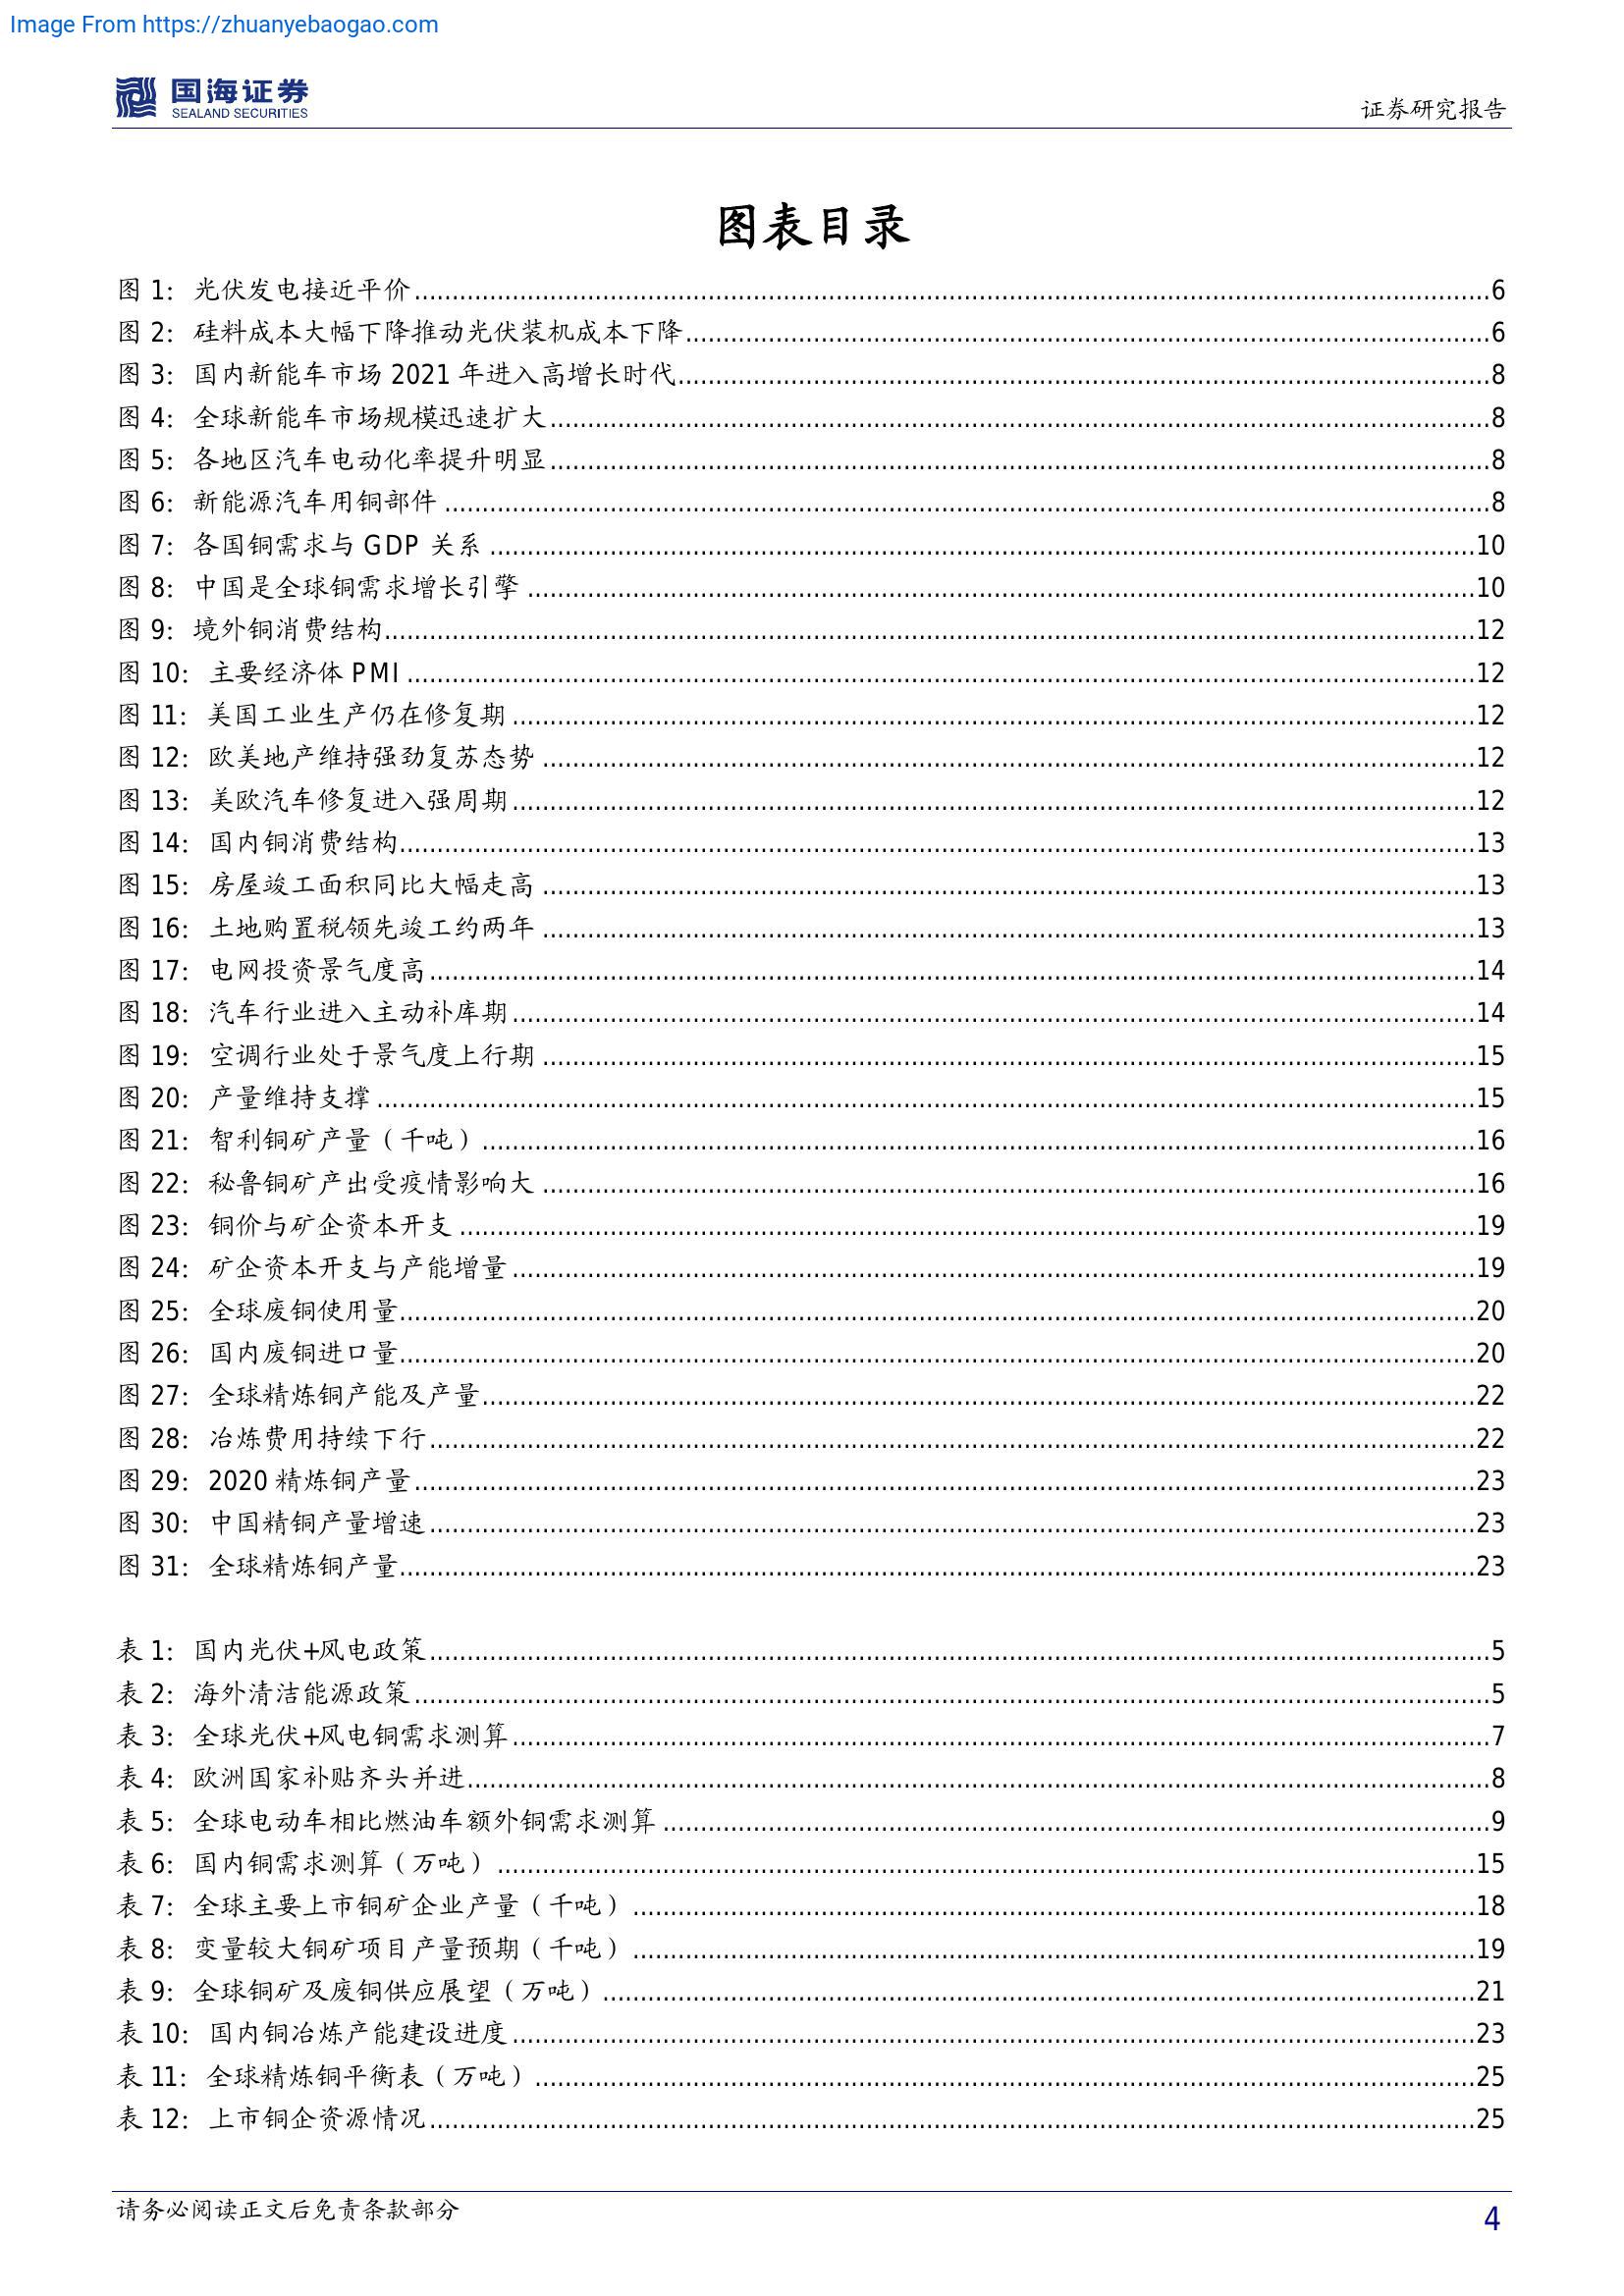 Image From https://zhuanyebaogao.com
国海证券
SEALAND SECURITIES
证券研究报告
图表目录
图 1：光伏发电接近平价......6
图 2：硅料成本大幅下降推动光伏装机成本下降......6
图 3：国内新能车市场 2021 年进入高增长时代......8
图 4：全球新能车市场规模迅速扩大......8
图 5：各地区汽车电动化率提升明显......8
图 6：新能源汽车用铜部件......8
图 7：各国铜需求与 GDP 关系......10
图 8：中国是全球铜需求增长引擎......10
图 9：境外铜消费结构......12
图 10：主要经济体 PMI......12
图 11：美国工业生产仍在修复期......12
图 12：欧美地产维持强劲复苏态势......12
图 13：美欧汽车修复进入强周期......12
图 14：国内铜消费结构......13
图 15：房屋竣工面积同比大幅走高......13
图 16：土地购置税领先竣工约两年......13
图 17：电网投资景气度高......14
图 18：汽车行业进入主动补库期......14
图 19：空调行业处于景气度上行期......15
图 20：产量维持支撑......15
图 21：智利铜矿产量（千吨）......16
图 22：秘鲁铜矿产出受疫情影响大......16
图 23：铜价与矿企资本开支......19
图 24：矿企资本开支与产能增量......19
图 25：全球废铜使用量......20
图 26：国内废铜进口量......20
图 27：全球精炼铜产能及产量......22
图 28：冶炼费用持续下行......22
图 29：2020 精炼铜产量......23
图 30：中国精铜产量增速......23
图 31：全球精炼铜产量......23
表 1：国内光伏+风电政策......5
表 2：海外清洁能源政策......5
表 3：全球光伏+风电铜需求测算......7
表 4：欧洲国家补贴齐头并进......8
表 5：全球电动车相比燃油车额外铜需求测算......9
表 6：国内铜需求测算（万吨）......15
表 7：全球主要上市铜矿企业产量（千吨）......18
表 8：变量较大铜矿项目产量预期（千吨）......19
表 9：全球铜矿及废铜供应展望（万吨）......21
表 10：国内铜冶炼产能建设进度......23
表 11：全球精炼铜平衡表（万吨）......25
表 12：上市铜企资源情况......25
请务必阅读正文后免责条款部分
4